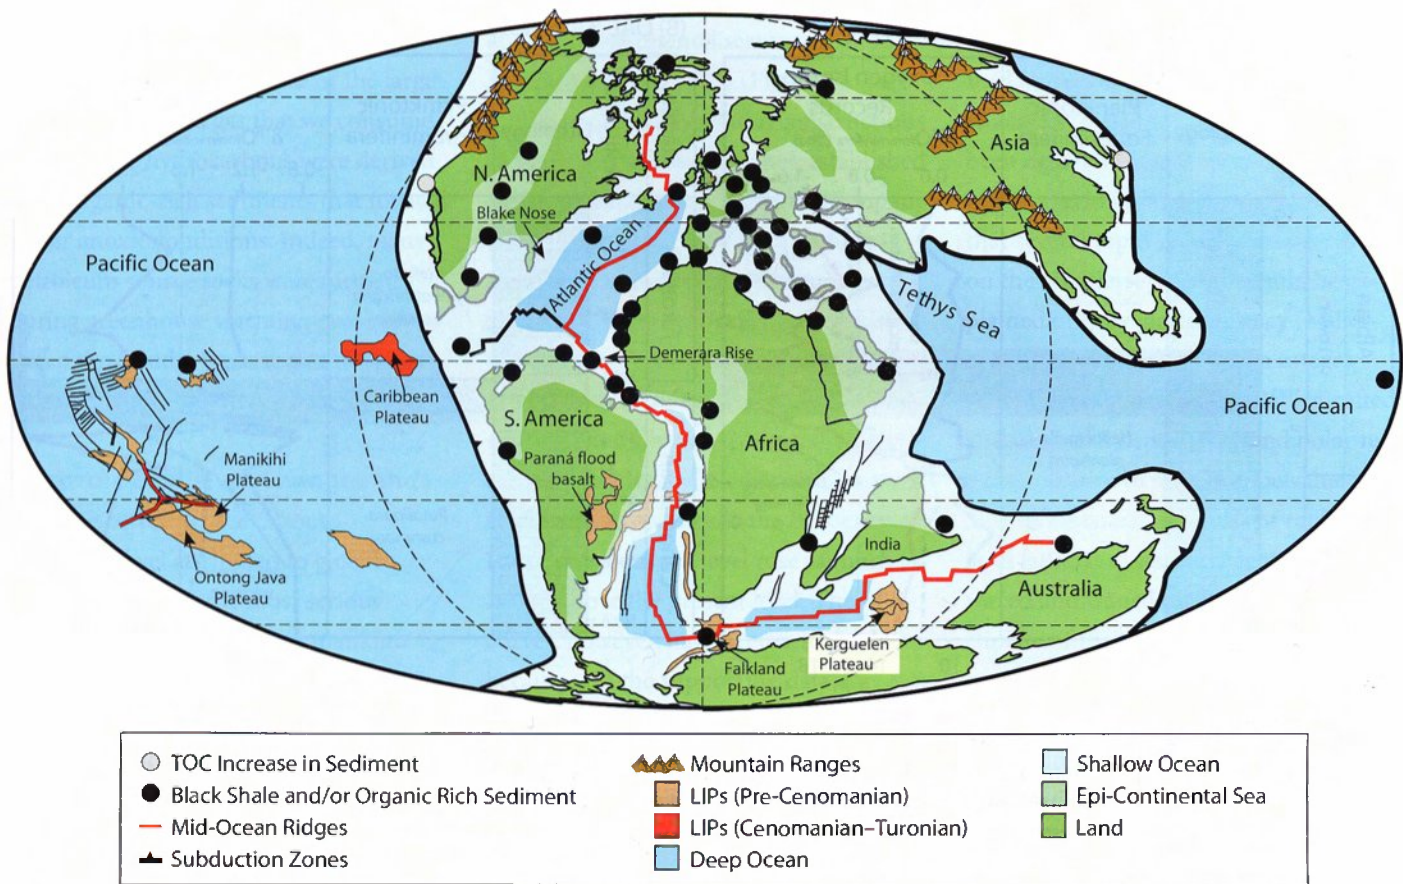 Asia
N. America
Blake Nose
Pacific Ocean
Atlantic Ocean
Tethys Sea
Demerara Rise
Caribbean
Plateau
Pacific Ocean
S. America
Africa
Manikihi
Plateau
Paraná flood
basalt
India
Ontong Java
Plateau
Australia
Kerguelen
Plateau
Falkland
Plateau
TOC Increase in Sediment
Black Shale and/or Organic Rich Sediment
Mid-Ocean Ridges
Subduction Zones
Mountain Ranges
LIPs (Pre-Cenomanian)
LIPs (Cenomanian–Turonian)
Deep Ocean
Shallow Ocean
Epi-Continental Sea
Land